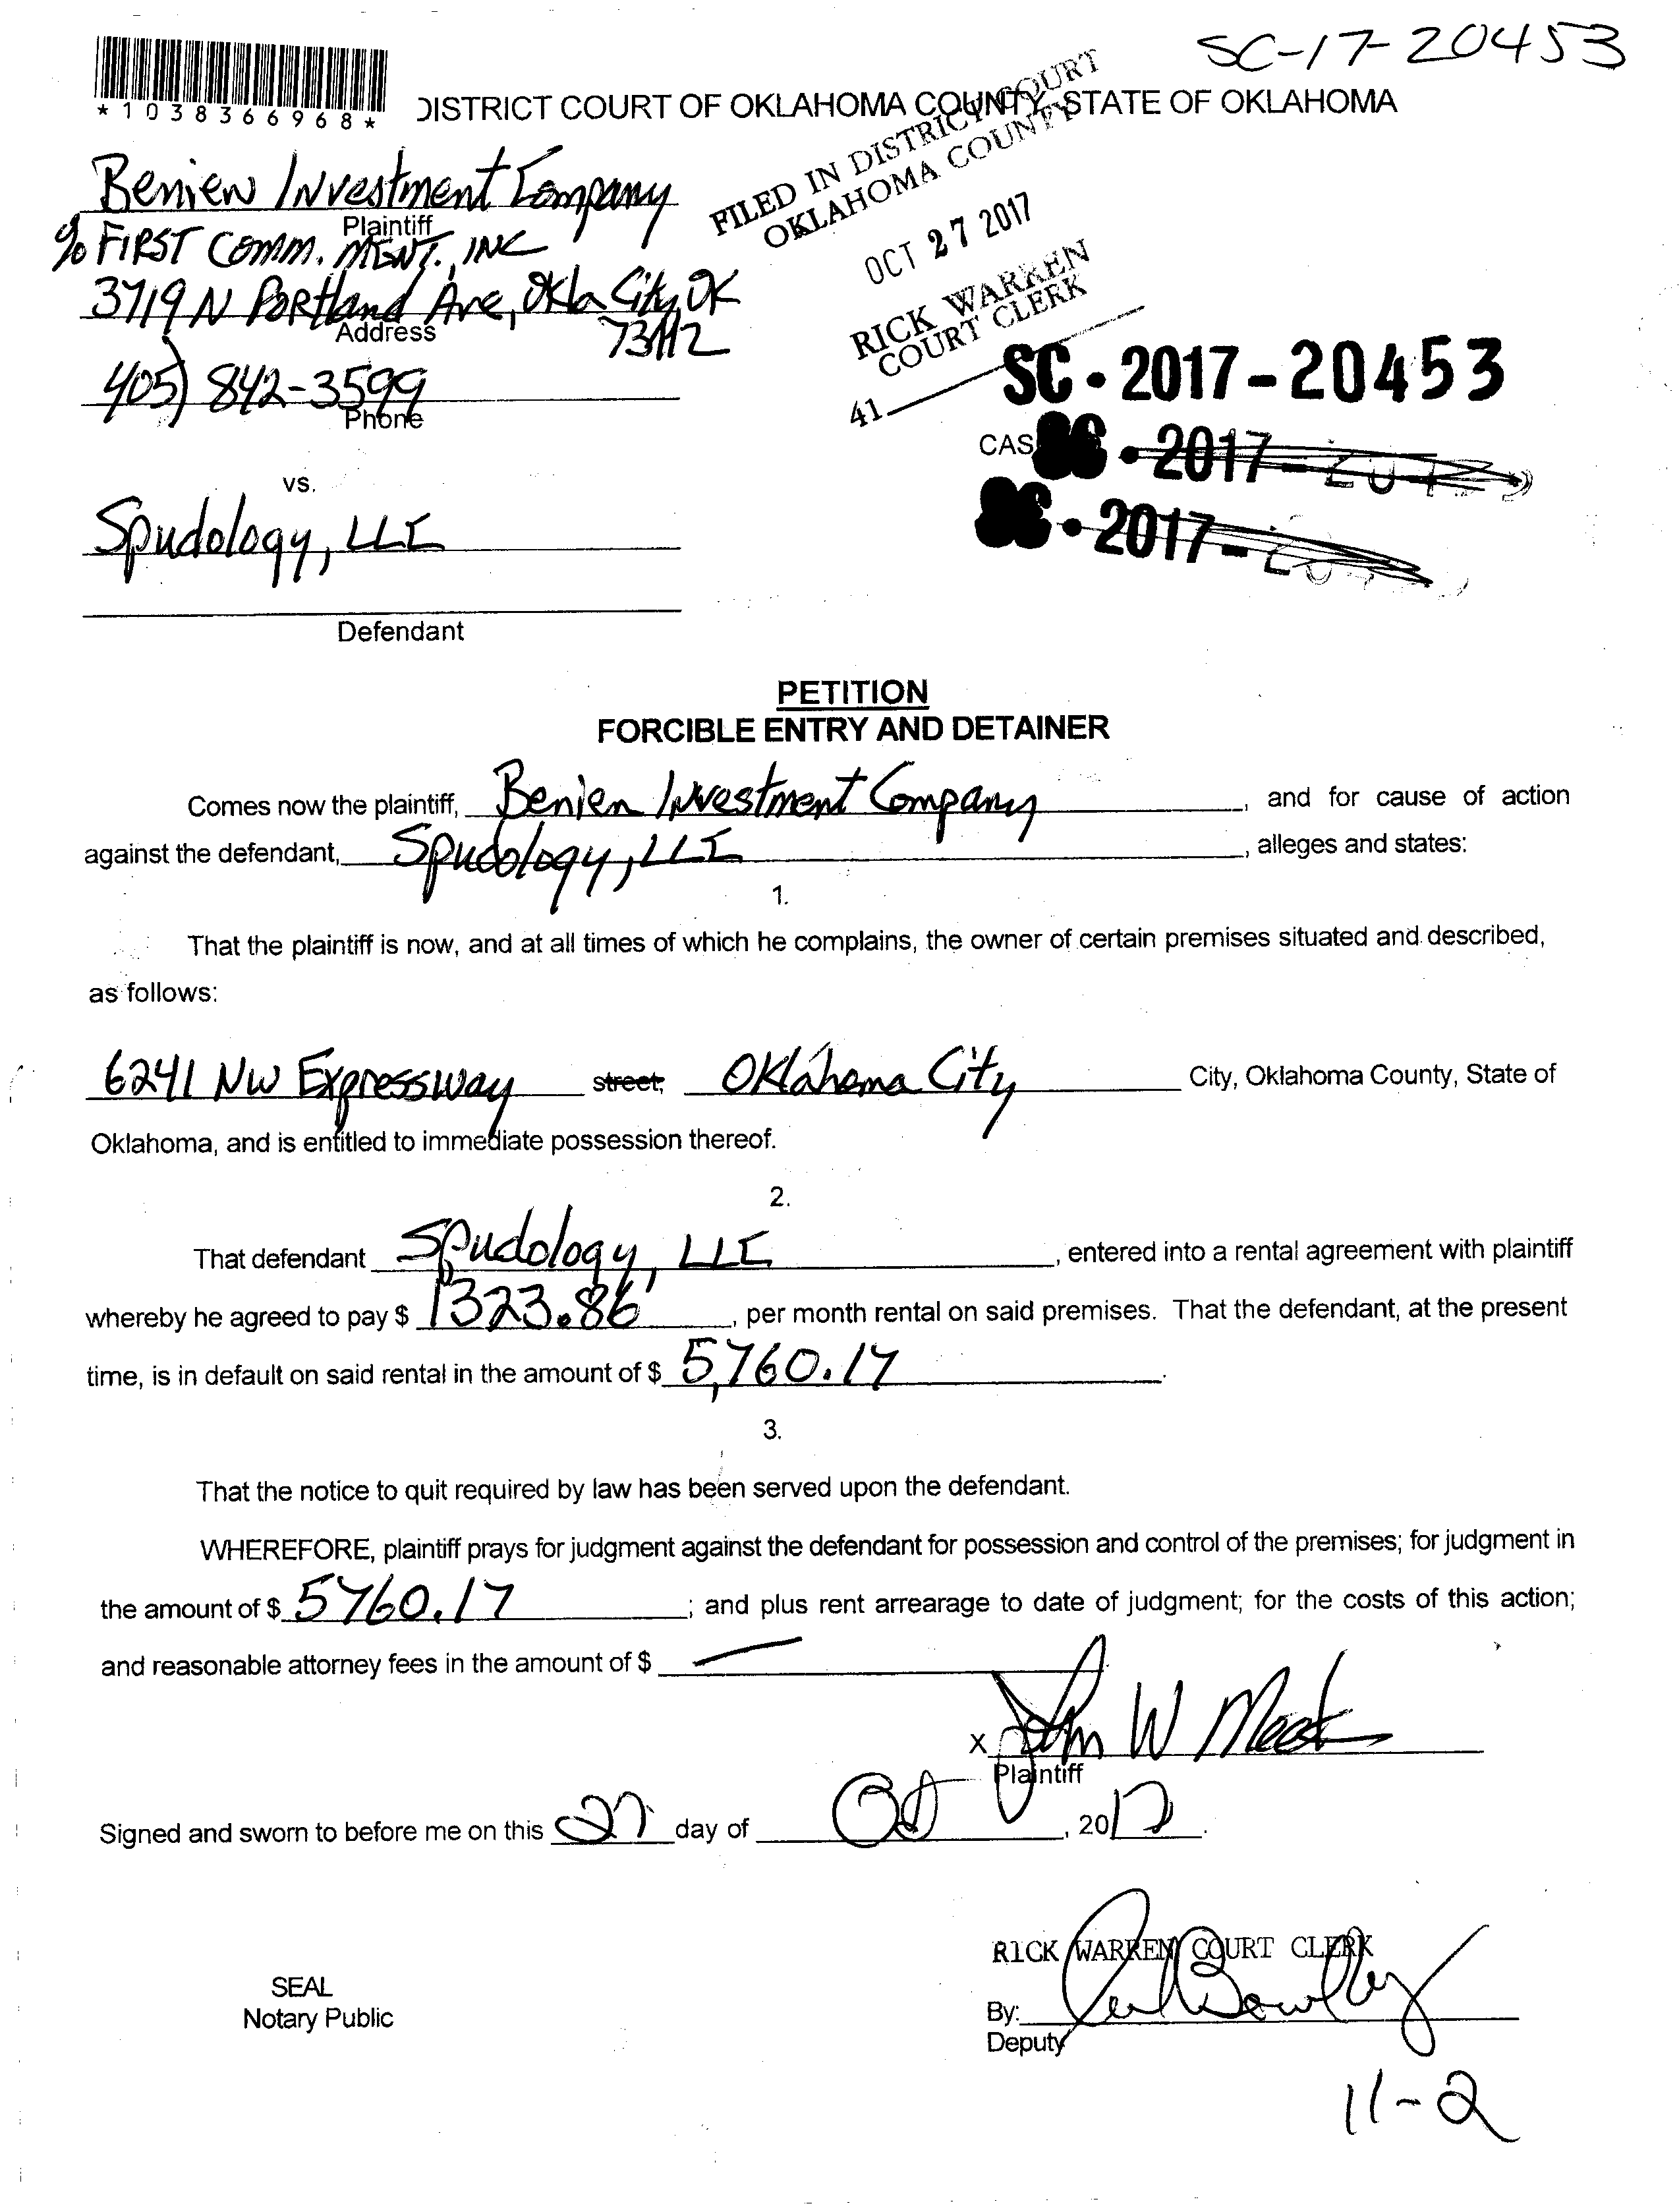 SC-17-20453
*1038366968*
DISTRICT COURT OF OKLAHOMA COUNTY, STATE OF OKLAHOMA
FILED IN DISTRICT COURT
OKLAHOMA COUNTY
OCT 27 2017
RICK WARREN
COURT CLERK
41
Benien Investment Company
Plaintiff
% FIRST COMM. MGNT., INC
3719 N PORTland Ave, Okla City, OK
73112
Address
405) 842-3599
Phone
SC - 2017-20453
CAS
2017-
2017-
vs.
Spudology, LLC
Defendant
PETITION
FORCIBLE ENTRY AND DETAINER
Comes now the plaintiff, Benien Investment Company, and for cause of action
against the defendant, Spudology, LLC, alleges and states:
1.
That the plaintiff is now, and at all times of which he complains, the owner of certain premises situated and described,
as follows:
6241 NW Expressway street, Oklahoma City City, Oklahoma County, State of
Oklahoma, and is entitled to immediate possession thereof.
2.
That defendant Spudology, LLC, entered into a rental agreement with plaintiff
whereby he agreed to pay $ 1323.86, per month rental on said premises. That the defendant, at the present
time, is in default on said rental in the amount of $ 5,760.17.
3.
That the notice to quit required by law has been served upon the defendant.
WHEREFORE, plaintiff prays for judgment against the defendant for possession and control of the premises; for judgment in
the amount of $ 5760.17; and plus rent arrearage to date of judgment; for the costs of this action;
and reasonable attorney fees in the amount of $ —
X John W Meek
Plaintiff
Signed and sworn to before me on this 27 day of Oct, 2017.
RICK WARREN COURT CLERK
SEAL
Notary Public
By:
Deputy
11-2